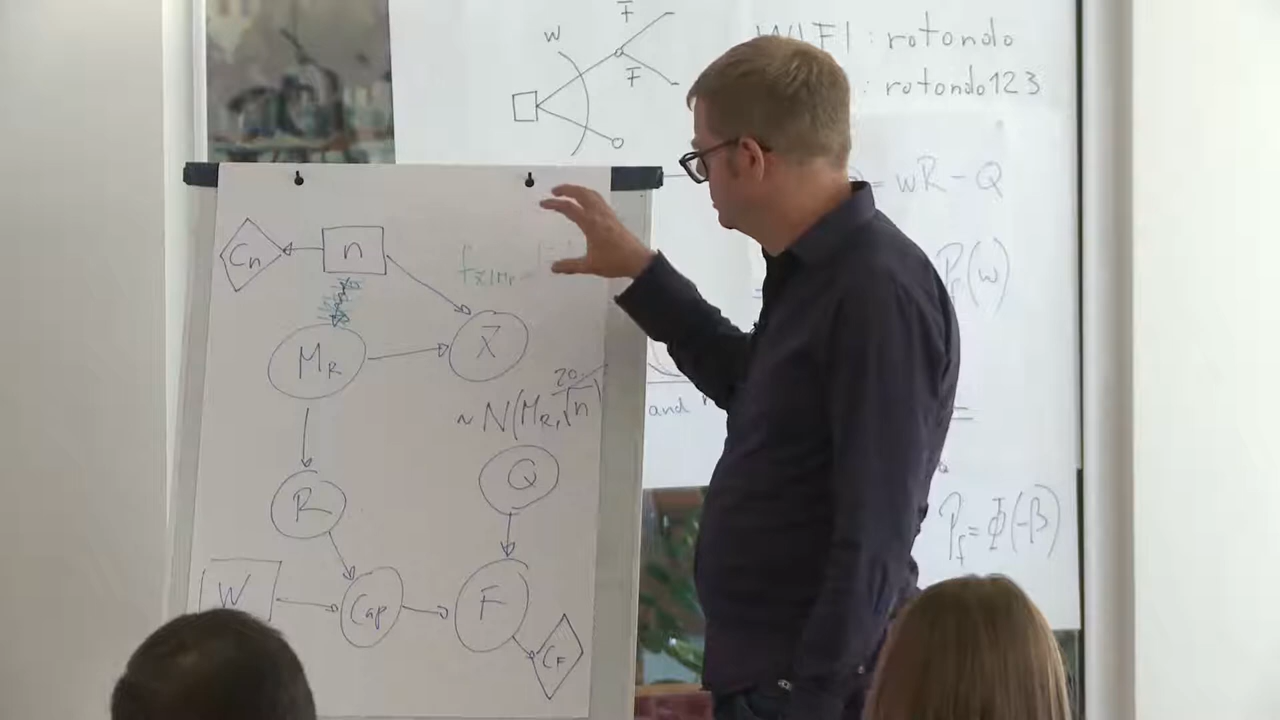 F
w
F
WIFI : rotondo
: rotondo123
= wR - Q
P_f(w)
and
P_f = Φ(-β)
C_n
n
f_X̄|M_R =
M_R
X̄
20
~ N(M_R, √n)
Q
R
W
Cap
F
C_F